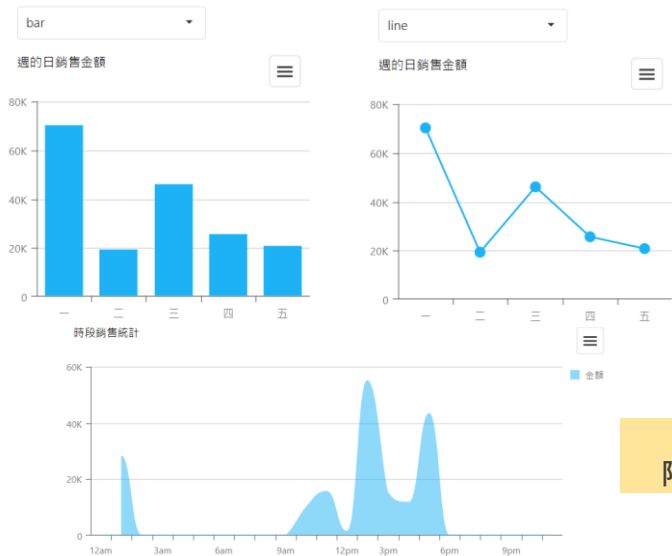 bar
週的日銷售金額
80K
60K
40K
20K
0
一 二 三 四 五
line
週的日銷售金額
80K
60K
40K
20K
0
一 二 三 四 五
時段銷售統計
金額
60K
40K
20K
0
12am 3am 6am 9am 12pm 3pm 6pm 9pm